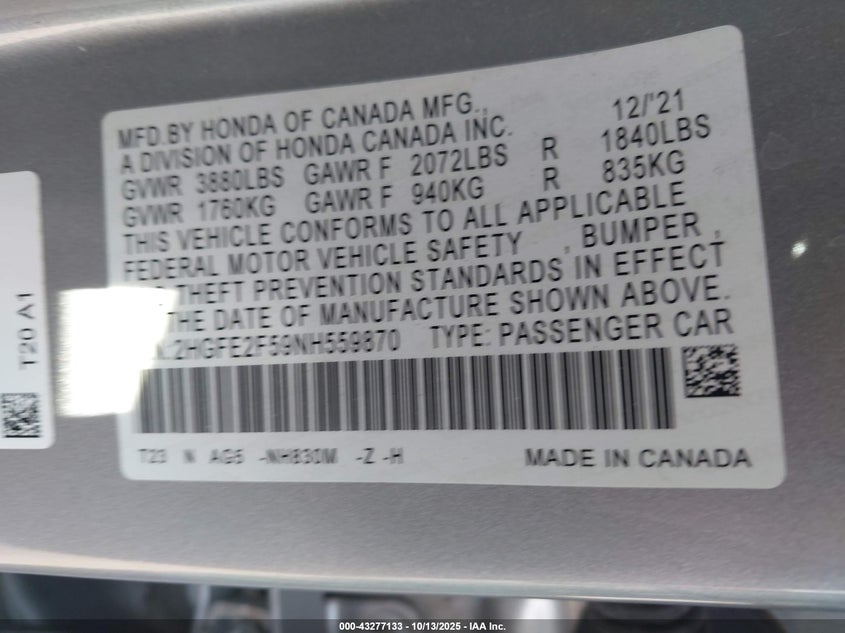 MFD.BY HONDA OF CANADA MFG., 12/'21
A DIVISION OF HONDA CANADA INC.
GVWR 3880LBS GAWR F 2072LBS R 1840LBS
GVWR 1760KG GAWR F 940KG R 835KG
THIS VEHICLE CONFORMS TO ALL APPLICABLE
FEDERAL MOTOR VEHICLE SAFETY , BUMPER ,
THEFT PREVENTION STANDARDS IN EFFECT
THE DATE OF MANUFACTURE SHOWN ABOVE.
2HGFE2F59NH559870 TYPE: PASSENGER CAR
T23 N AG5 -NH830M -Z -H MADE IN CANADA
T20 A1
000-43277133 - 10/13/2025 - IAA Inc.